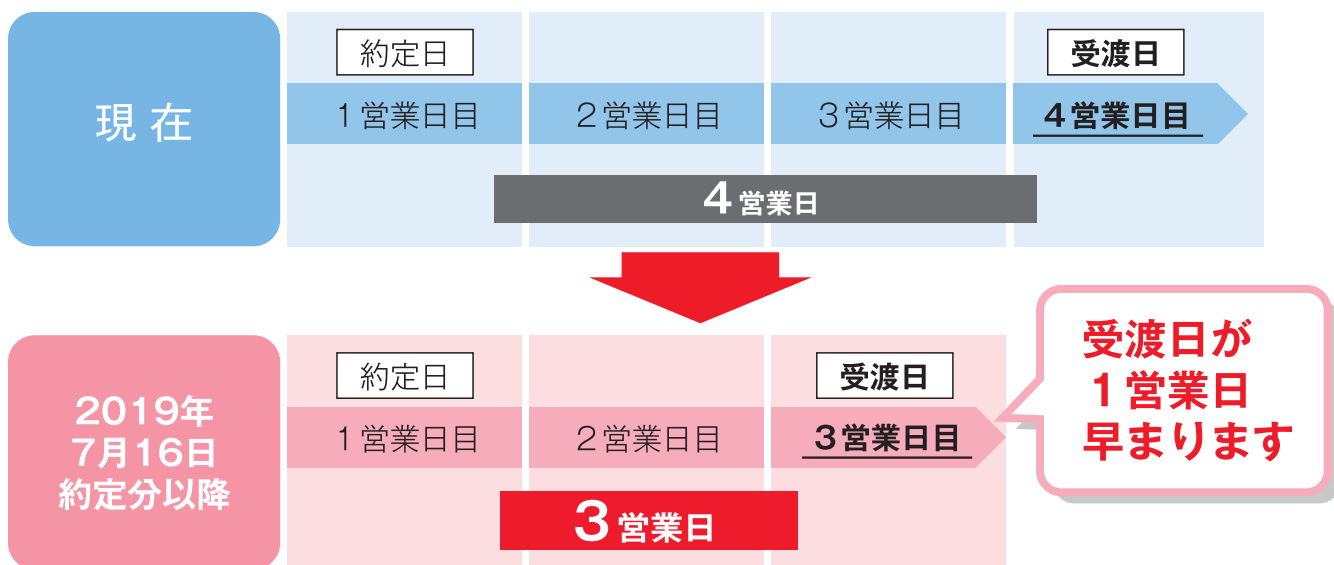 現在
約定日
受渡日
1営業日目
2営業日目
3営業日目
4営業日目
4営業日
2019年
7月16日
約定分以降
約定日
受渡日
1営業日目
2営業日目
3営業日目
3営業日
受渡日が
1営業日
早まります